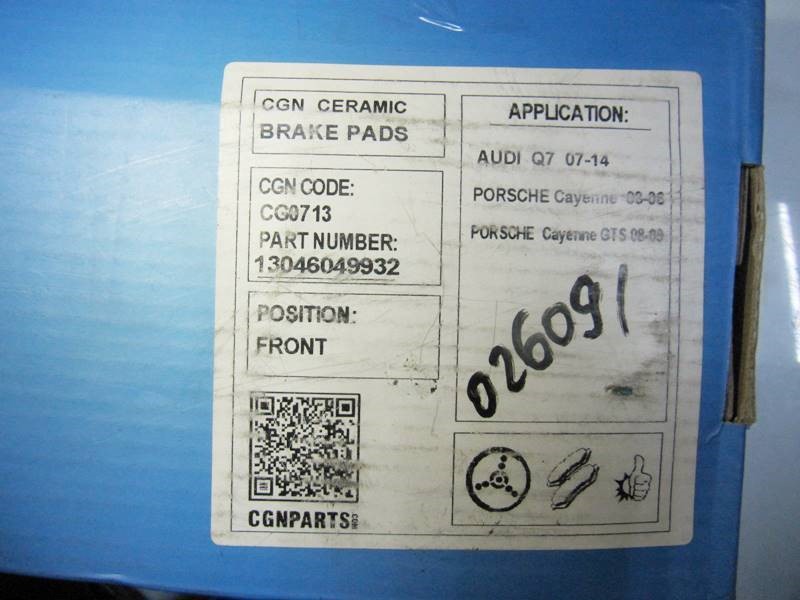 CGN CERAMIC
BRAKE PADS
CGN CODE:
CG0713
PART NUMBER:
13046049932
POSITION:
FRONT
CGNPARTS.COM
APPLICATION:
AUDI Q7 07-14
PORSCHE Cayenne 03-06
PORSCHE Cayenne GTS 08-09
026091